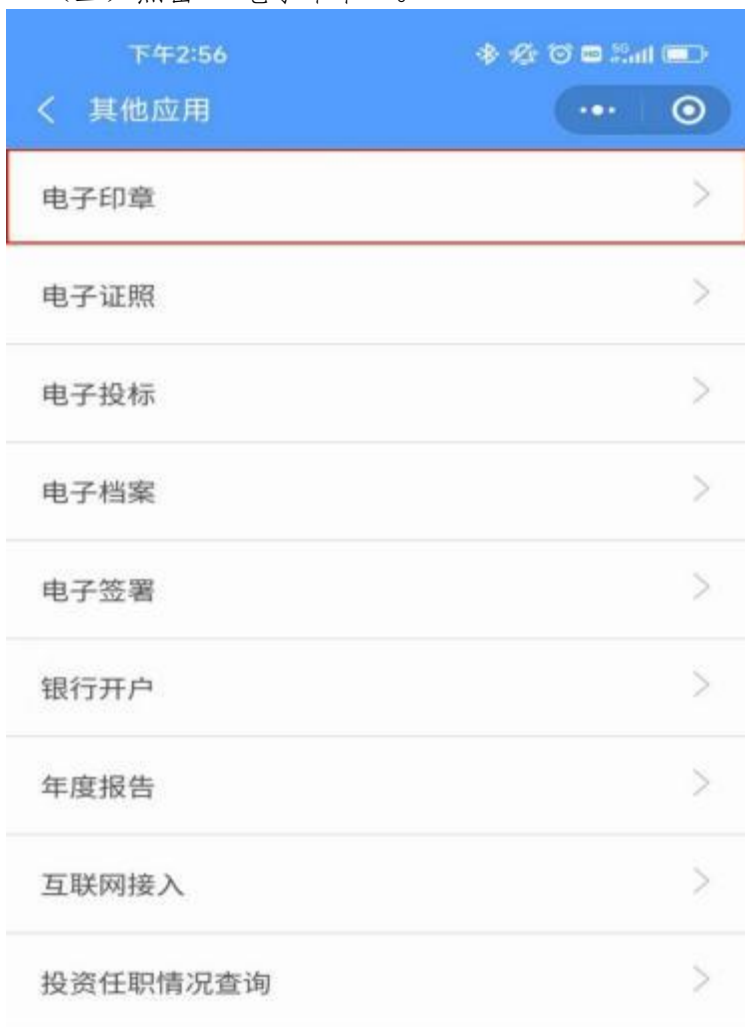 下午2:56
其他应用
电子印章
电子证照
电子投标
电子档案
电子签署
银行开户
年度报告
互联网接入
投资任职情况查询